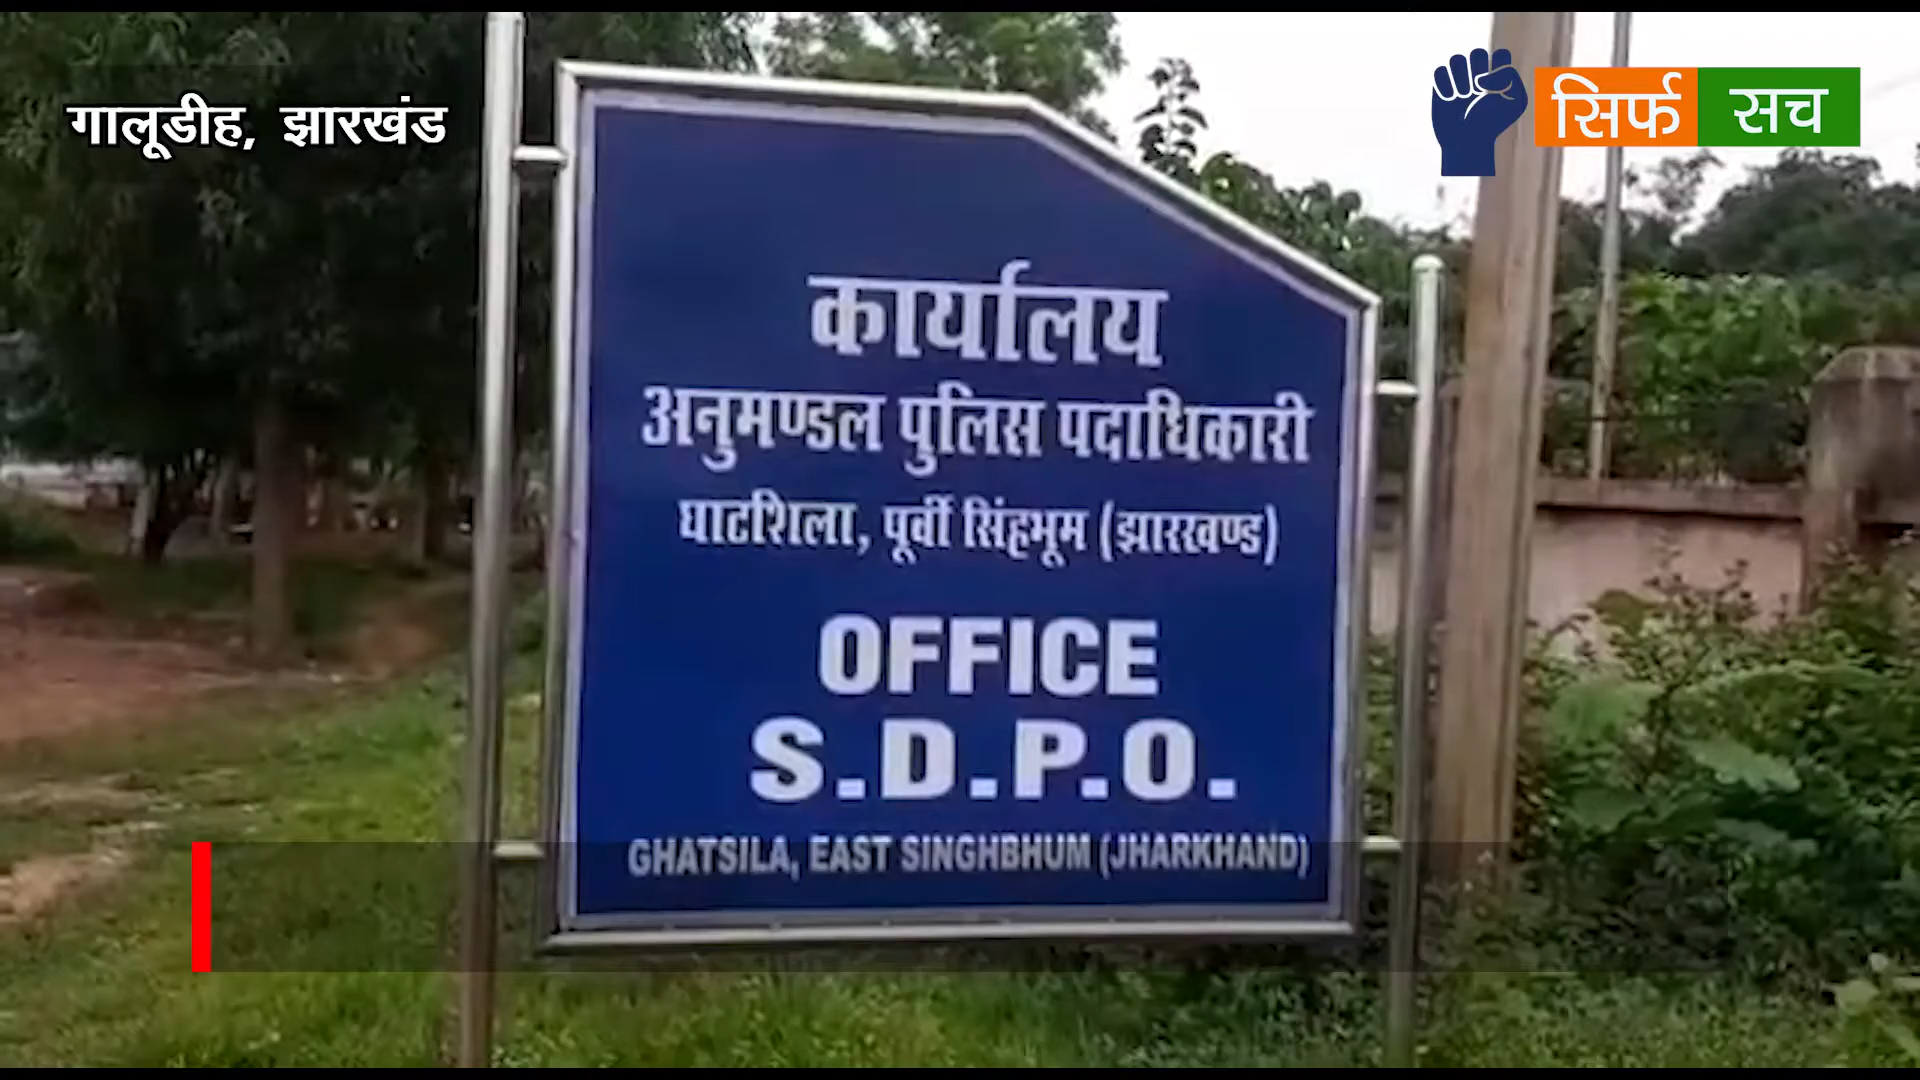 गालूडीह, झारखंड
सिर्फ सच
कार्यालय
अनुमण्डल पुलिस पदाधिकारी
घाटशिला, पूर्वी सिंहभूम (झारखण्ड)
OFFICE
S.D.P.O.
GHATSILA, EAST SINGHBHUM (JHARKHAND)